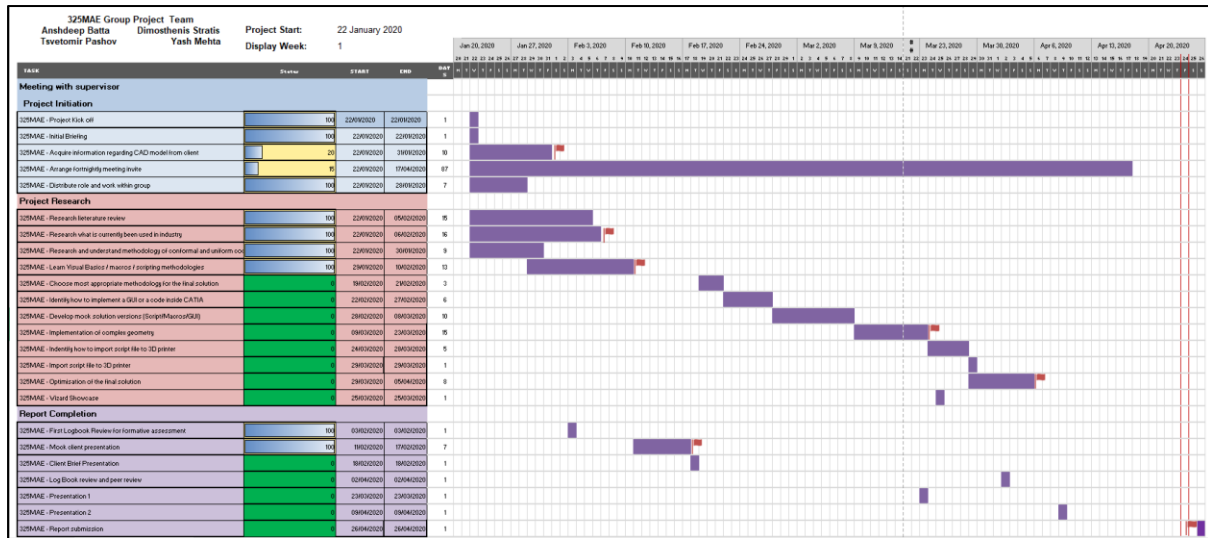 325MAE Group Project Team
Anshdeep Batta Dimosthenis Stratis Project Start: 22 January 2020
Tsvetomir Pashov Yash Mehta Display Week: 1
Jan 20, 2020 Jan 27, 2020 Feb 3, 2020 Feb 10, 2020 Feb 17, 2020 Feb 24, 2020 Mar 2, 2020 Mar 9, 2020 Mar 23, 2020 Mar 30, 2020 Apr 6, 2020 Apr 13, 2020 Apr 20, 2020
TASK Status START END DAYS
Meeting with supervisor
Project Initiation
325MAE - Project Kick off 100 22/01/2020 22/01/2020 1
325MAE - Initial Briefing 100 22/01/2020 22/01/2020 1
325MAE - Acquire information regarding CAD model from client 20 22/01/2020 31/01/2020 10
325MAE - Arrange fortnightly meeting invite 15 22/01/2020 17/04/2020 87
325MAE - Distribute role and work within group 100 22/01/2020 28/01/2020 7
Project Research
325MAE - Research lieterature review 100 22/01/2020 05/02/2020 15
325MAE - Research what is currently been used in industry 100 22/01/2020 06/02/2020 16
325MAE - Research and understand methodology of conformal and uniform coo 100 22/01/2020 30/01/2020 9
325MAE - Learn Visual Basics / macros / scripting methodologies 100 29/01/2020 10/02/2020 13
325MAE - Choose most appropriate methodology for the final solution 0 19/02/2020 21/02/2020 3
325MAE - Identify how to implement a GUI or a code inside CATIA 0 22/02/2020 27/02/2020 6
325MAE - Develop mock solution versions (Script/Macros/GUI) 0 28/02/2020 08/03/2020 10
325MAE - Implementation of complex geometry 0 09/03/2020 23/03/2020 15
325MAE - Indentify how to import script file to 3D printer 0 24/03/2020 28/03/2020 5
325MAE - Import script file to 3D printer 0 29/03/2020 29/03/2020 1
325MAE - Optimisation of the final solution 0 29/03/2020 05/04/2020 8
325MAE - Vizard Showcase 0 25/03/2020 25/03/2020 1
Report Completion
325MAE - First Logbook Review for formative assessment 100 03/02/2020 03/02/2020 1
325MAE - Mook client presentation 100 11/02/2020 17/02/2020 7
325MAE - Client Brief Presentation 0 18/02/2020 18/02/2020 1
325MAE - Log Book review and peer review 0 02/04/2020 02/04/2020 1
325MAE - Presentation 1 0 23/03/2020 23/03/2020 1
325MAE - Presentation 2 0 09/04/2020 09/04/2020 1
325MAE - Report submission 0 26/04/2020 26/04/2020 1